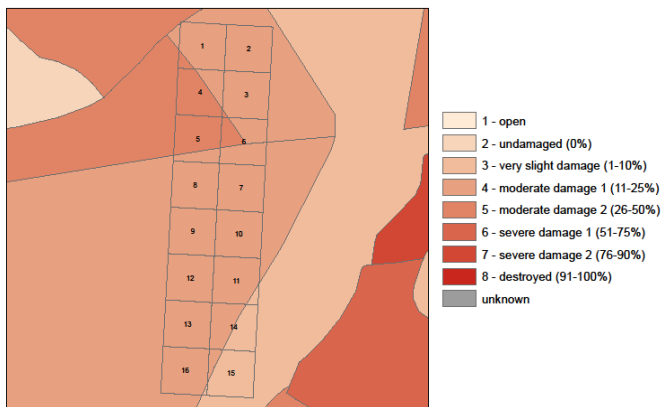 1 2
4 3
5 6
8 7
9 10
12 11
13 14
16 15
1 - open
2 - undamaged (0%)
3 - very slight damage (1-10%)
4 - moderate damage 1 (11-25%)
5 - moderate damage 2 (26-50%)
6 - severe damage 1 (51-75%)
7 - severe damage 2 (76-90%)
8 - destroyed (91-100%)
unknown